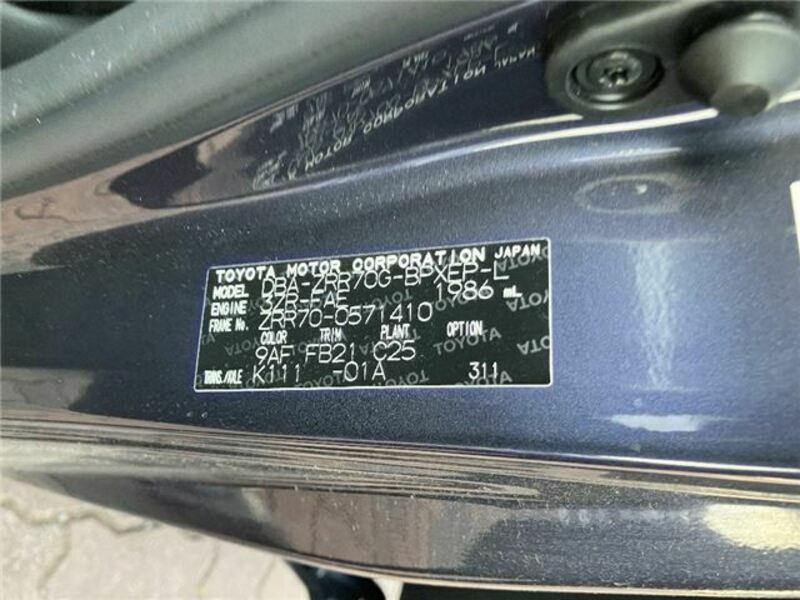 TOYOTA MOTOR CORPORATION JAPAN
MODEL DBA-ZRR70G-BPXEP-L
ENGINE 3ZR-FAE 1986 mL
FRAME No. ZRR70-0571410
COLOR TRIM PLANT OPTION
9AF FB21 C25
TRANS./AXLE K111 -01A 311